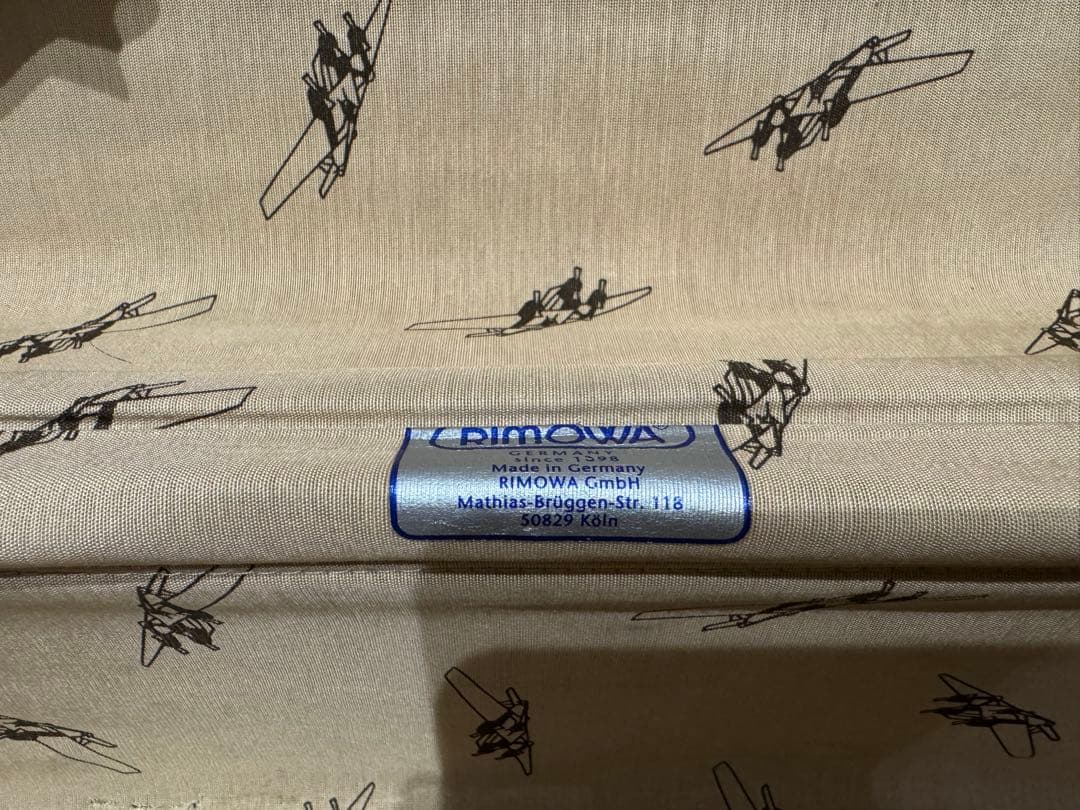 RIMOWA®
GERMANY
since 1898
Made in Germany
RIMOWA GmbH
Mathias-Brüggen-Str. 118
50829 Köln